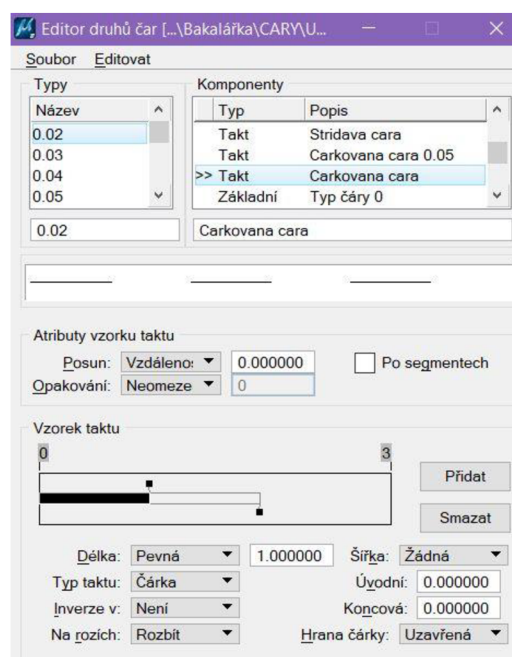 Editor druhů čar [...\Bakalářka\CARY\U...
Soubor Editovat
Typy
Komponenty
Název
Typ Popis
0.02
0.03
0.04
0.05
Takt Stridava cara
Takt Carkovana cara 0.05
>> Takt Carkovana cara
Základní Typ čáry 0
0.02
Carkovana cara
Atributy vzorku taktu
Posun: Vzdáleno: 0.000000 Po segmentech
Opakování: Neomeze 0
Vzorek taktu
0 3
Přidat
Smazat
Délka: Pevná 1.000000 Šířka: Žádná
Typ taktu: Čárka Úvodní: 0.000000
Inverze v: Není Koncová: 0.000000
Na rozích: Rozbít Hrana čárky: Uzavřená